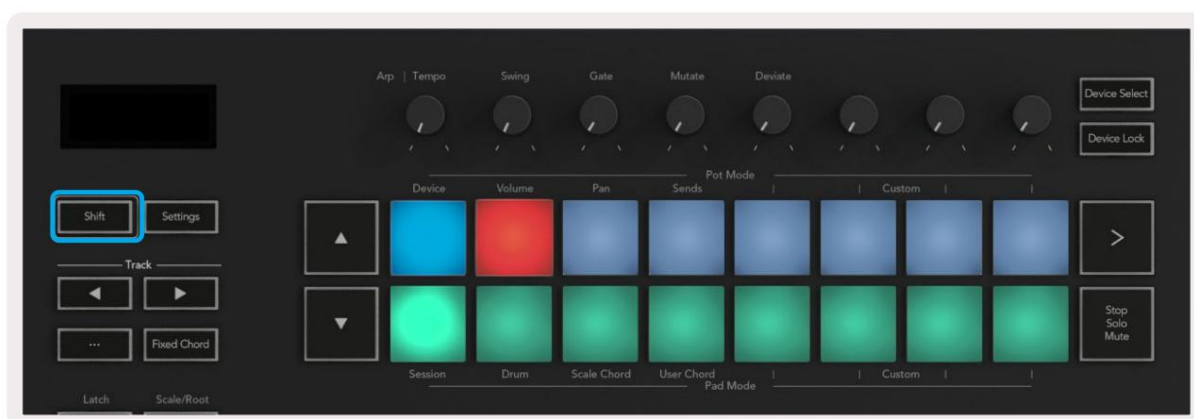 Arp | Tempo Swing Gate Mutate Deviate
Device Select
Device Lock
Pot Mode
Device Volume Pan Sends Custom
Shift Settings
Track
... Fixed Chord
Stop
Solo
Mute
Session Drum Scale Chord User Chord Custom
Pad Mode
Latch Scale/Root